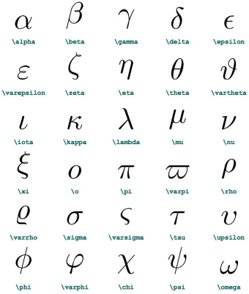 α β γ δ ϵ
\alpha \beta \gamma \delta \epsilon
ε ζ η θ ϑ
\varepsilon \zeta \eta \theta \vartheta
ι κ λ μ ν
\iota \kappa \lambda \mu \nu
ξ o π ϖ ρ
\xi \o \pi \varpi \rho
ϱ σ ς τ υ
\varrho \sigma \varsigma \tau \upsilon
ϕ φ χ ψ ω
\phi \varphi \chi \psi \omega